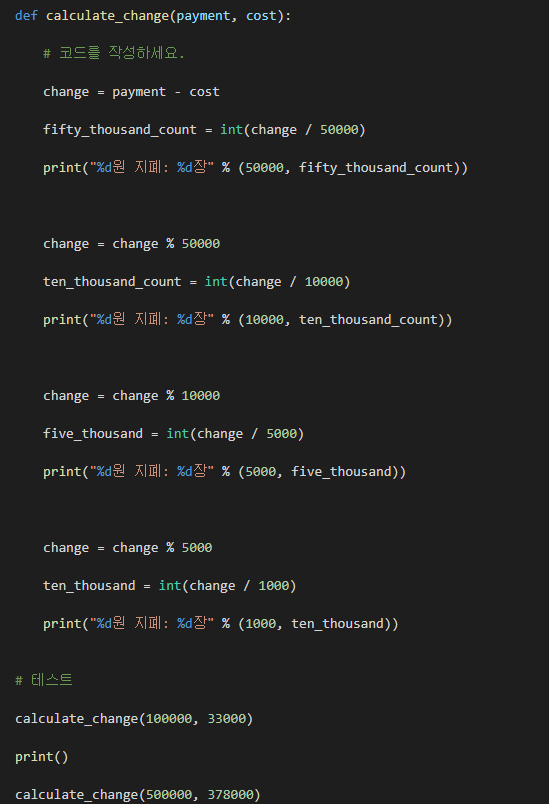 def calculate_change(payment, cost):
# 코드를 작성하세요.
change = payment - cost
fifty_thousand_count = int(change / 50000)
print("%d원 지폐: %d장" % (50000, fifty_thousand_count))
change = change % 50000
ten_thousand_count = int(change / 10000)
print("%d원 지폐: %d장" % (10000, ten_thousand_count))
change = change % 10000
five_thousand = int(change / 5000)
print("%d원 지폐: %d장" % (5000, five_thousand))
change = change % 5000
ten_thousand = int(change / 1000)
print("%d원 지폐: %d장" % (1000, ten_thousand))
# 테스트
calculate_change(100000, 33000)
print()
calculate_change(500000, 378000)